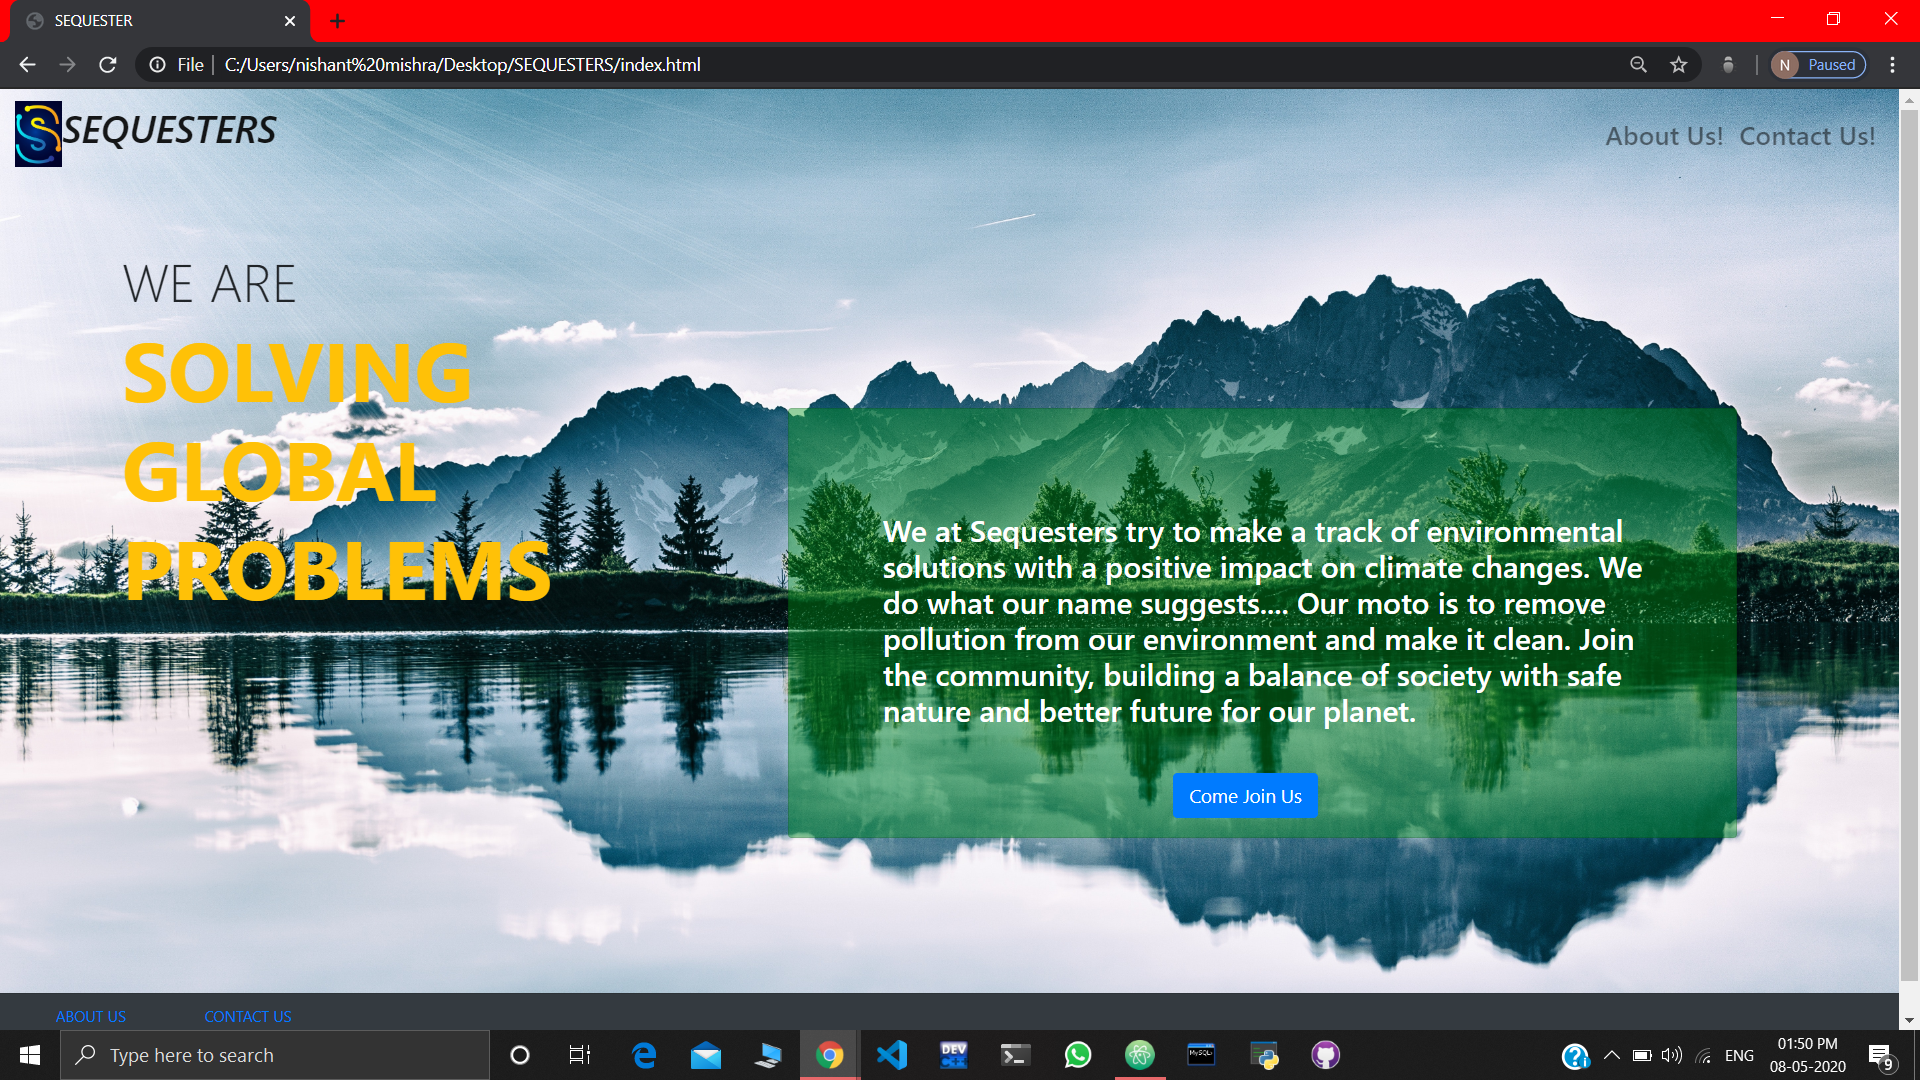 SEQUESTER
File
C:/Users/nishant%20mishra/Desktop/SEQUESTERS/index.html
N Paused
S SEQUESTERS
About Us! Contact Us!
WE ARE
SOLVING
GLOBAL
PROBLEMS
We at Sequesters try to make a track of environmental
solutions with a positive impact on climate changes. We
do what our name suggests.... Our moto is to remove
pollution from our environment and make it clean. Join
the community, building a balance of society with safe
nature and better future for our planet.
Come Join Us
ABOUT US CONTACT US
Type here to search
DEV
C++
MySQL
ENG
01:50 PM
08-05-2020
9